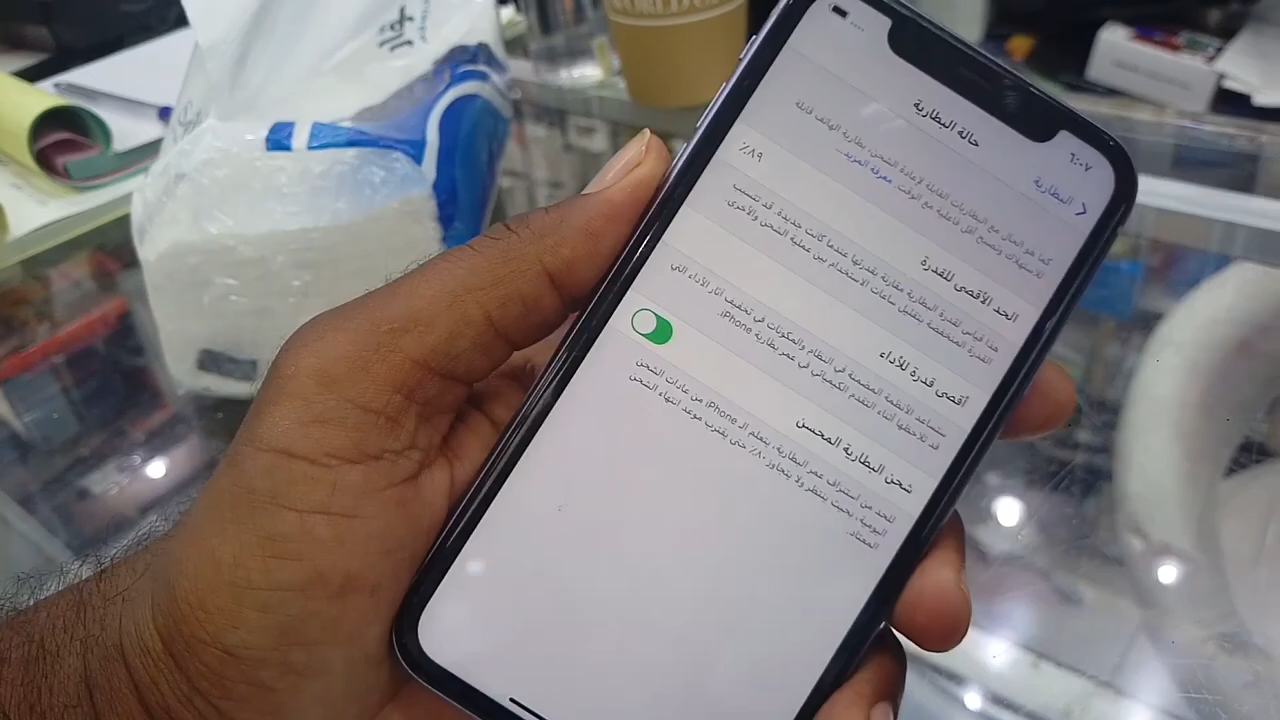 WORLD OF
٦:٠٧
البطارية
حالة البطارية
كما هو الحال مع البطاريات القابلة لإعادة الشحن، بطارية الهاتف قابلة
للاستهلاك وتصبح أقل فاعلية مع الوقت. معرفة المزيد...
الحد الأقصى للقدرة
٨٩٪
هذا قياس لقدرة البطارية مقارنة بقدرتها عندما كانت جديدة. قد تتسبب
القدرة المنخفضة بتقليل ساعات الاستخدام بين عملية الشحن والأخرى.
أقصى قدرة للأداء
ستساعد الأنظمة المضمنة في النظام والمكونات في تخفيف آثار الأداء التي
قد تلاحظها أثناء التقدم الكيميائي في عمر بطارية iPhone.
شحن البطارية المحسن
للحد من استنزاف عمر البطارية، يتعلم الـ iPhone من عادات الشحن
اليومية، بحيث ينتظر ولا يتجاوز ٨٠٪ حتى يقترب موعد انتهاء الشحن
المعتاد.